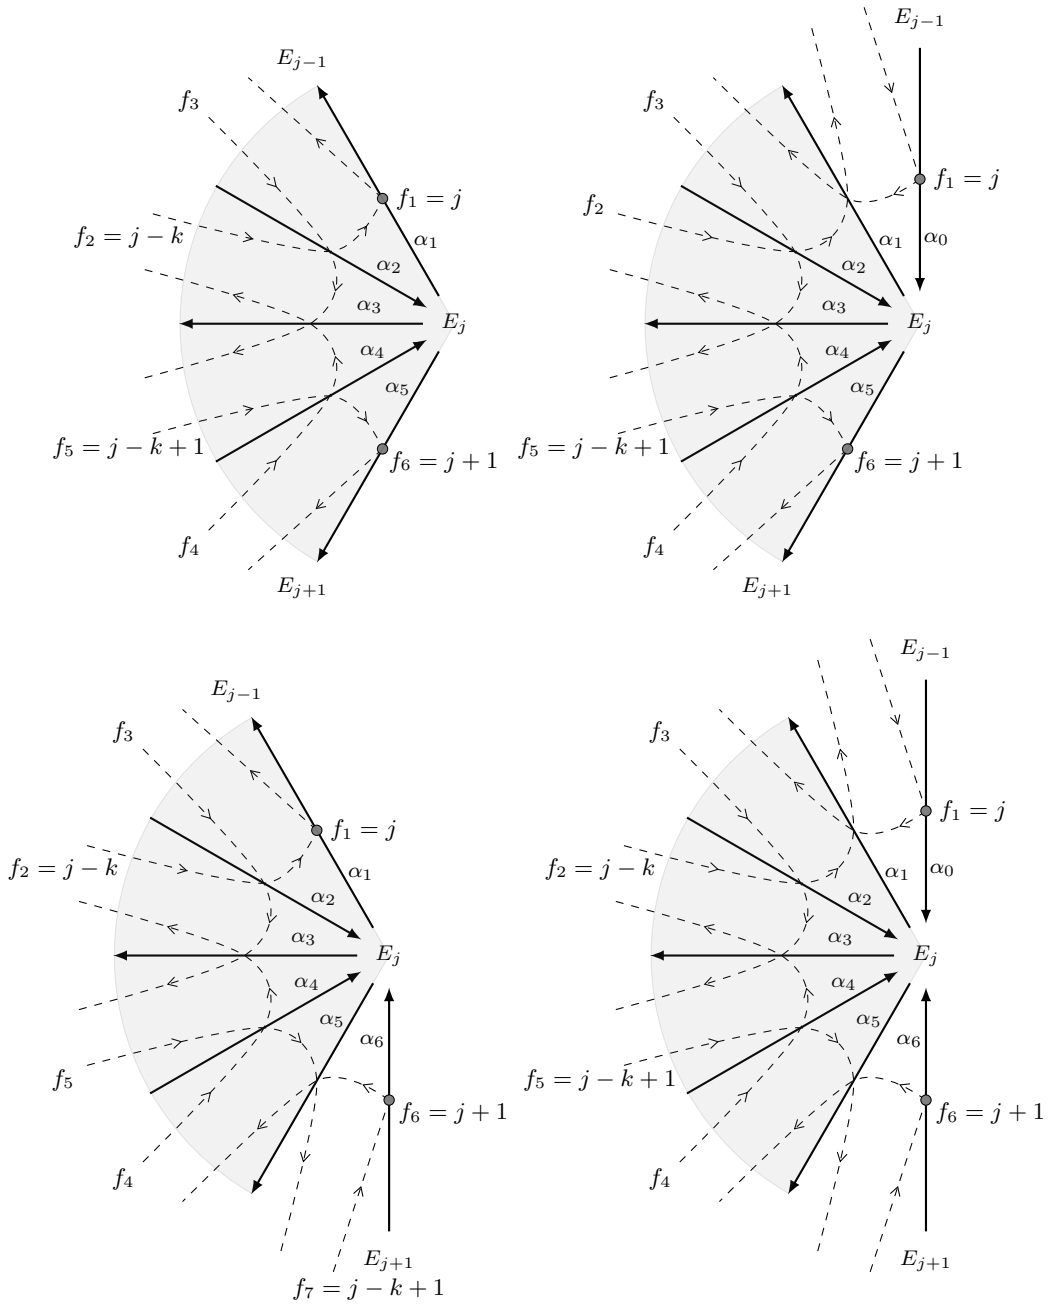 E_{j−1}
f_3
f_1 = j
f_2 = j − k
α_1
α_2
α_3
E_j
α_4
α_5
f_5 = j − k + 1
f_6 = j + 1
f_4
E_{j+1}
E_{j−1}
f_3
f_1 = j
f_2
α_1
α_0
α_2
α_3
E_j
α_4
α_5
f_5 = j − k + 1
f_6 = j + 1
f_4
E_{j+1}
E_{j−1}
f_3
f_1 = j
f_2 = j − k
α_1
α_2
α_3
E_j
α_4
α_5
α_6
f_5
f_6 = j + 1
f_4
E_{j+1}
f_7 = j − k + 1
E_{j−1}
f_3
f_1 = j
f_2 = j − k
α_1
α_0
α_2
α_3
E_j
α_4
α_5
α_6
f_5 = j − k + 1
f_6 = j + 1
f_4
E_{j+1}